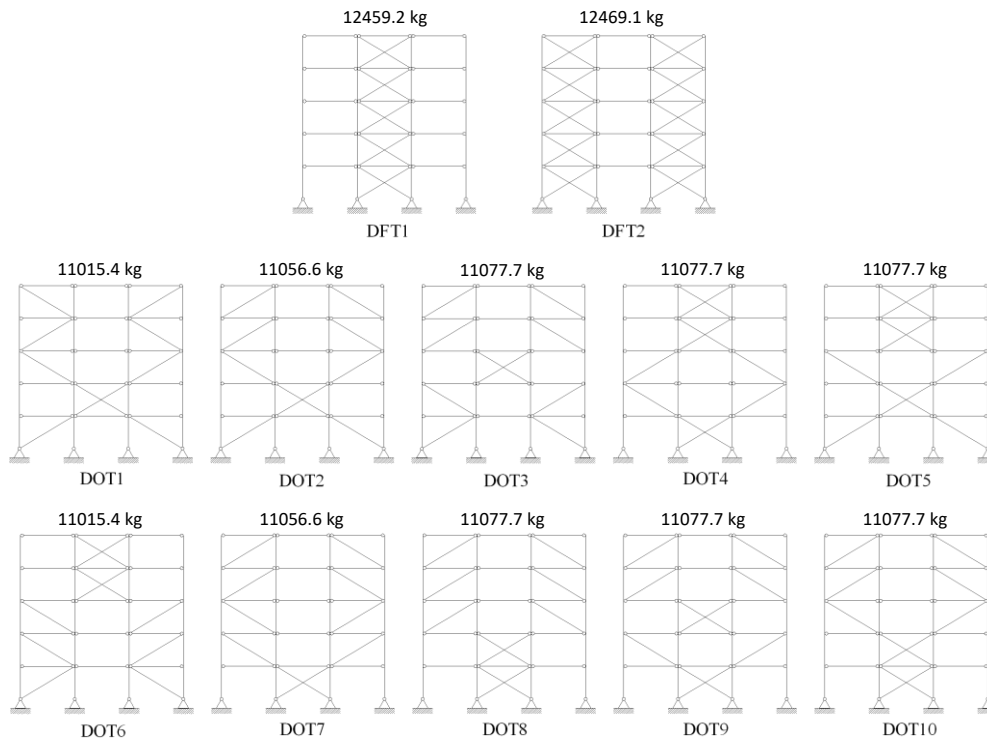 12459.2 kg 12469.1 kg
DFT1 DFT2
11015.4 kg 11056.6 kg 11077.7 kg 11077.7 kg 11077.7 kg
DOT1 DOT2 DOT3 DOT4 DOT5
11015.4 kg 11056.6 kg 11077.7 kg 11077.7 kg 11077.7 kg
DOT6 DOT7 DOT8 DOT9 DOT10